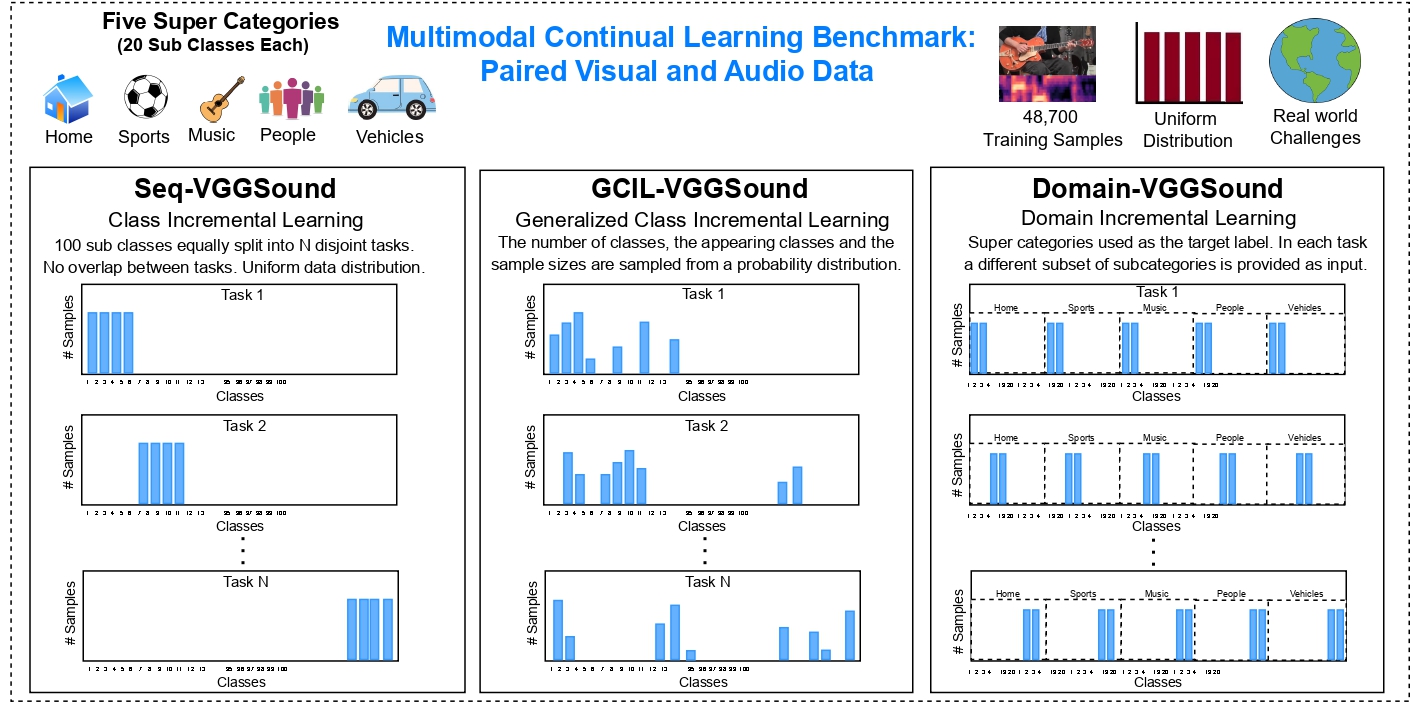 Five Super Categories
(20 Sub Classes Each)
Home
Sports
Music
People
Vehicles
Multimodal Continual Learning Benchmark:
Paired Visual and Audio Data
48,700
Training Samples
Uniform
Distribution
Real world
Challenges
Seq-VGGSound
Class Incremental Learning
100 sub classes equally split into N disjoint tasks.
No overlap between tasks. Uniform data distribution.
Task 1
# Samples
1 2 3 4 5 6 7 8 9 10 11 12 13 95 96 97 98 99 100
Classes
Task 2
# Samples
1 2 3 4 5 6 7 8 9 10 11 12 13 95 96 97 98 99 100
Classes
Task N
# Samples
1 2 3 4 5 6 7 8 9 10 11 12 13 95 96 97 98 99 100
Classes
GCIL-VGGSound
Generalized Class Incremental Learning
The number of classes, the appearing classes and the
sample sizes are sampled from a probability distribution.
Task 1
# Samples
1 2 3 4 5 6 7 8 9 10 11 12 13 95 96 97 98 99 100
Classes
Task 2
# Samples
1 2 3 4 5 6 7 8 9 10 11 12 13 95 96 97 98 99 100
Classes
Task N
# Samples
1 2 3 4 5 6 7 8 9 10 11 12 13 95 96 97 98 99 100
Classes
Domain-VGGSound
Domain Incremental Learning
Super categories used as the target label. In each task
a different subset of subcategories is provided as input.
Task 1
Home Sports Music People Vehicles
# Samples
1 2 3 4 19 20 1 2 3 4 19 20 1 2 3 4 19 20 1 2 3 4 19 20
Classes
Home Sports Music People Vehicles
# Samples
1 2 3 4 19 20 1 2 3 4 19 20 1 2 3 4 19 20 1 2 3 4 19 20
Classes
Home Sports Music People Vehicles
# Samples
1 2 3 4 19 20 1 2 3 4 19 20 1 2 3 4 19 20 1 2 3 4 19 20
Classes